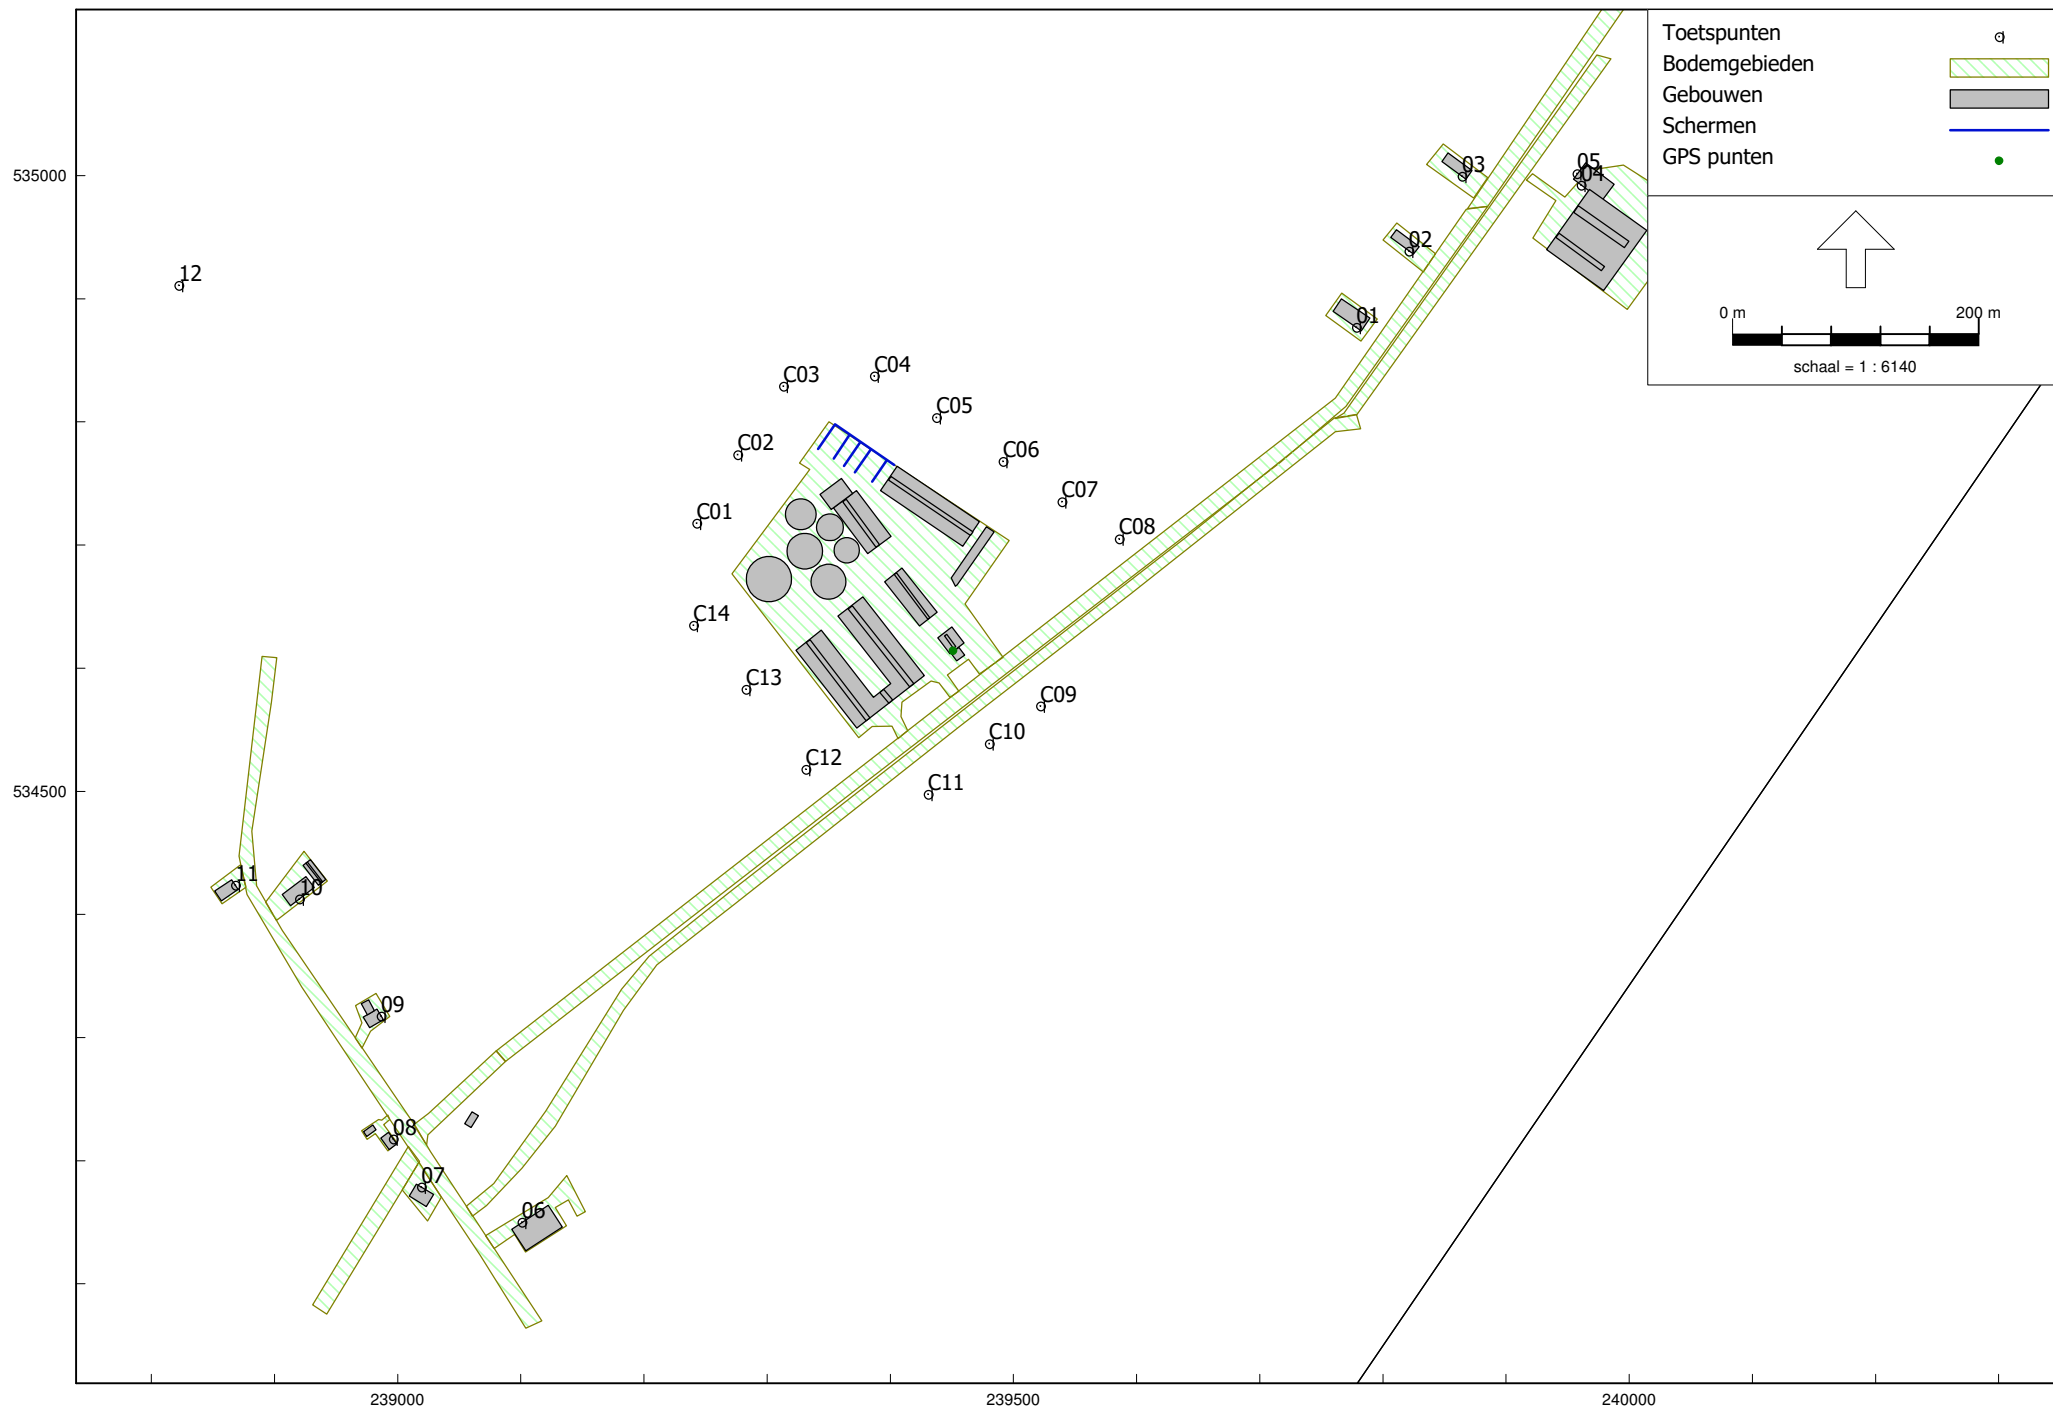 Toetspunten
Bodemgebieden
Gebouwen
Schermen
GPS punten
0 m 200 m
schaal = 1 : 6140
535000
534500
239000 239500 240000
03
05
04
02
12
01
C03
C04
C05
C02
C06
C07
C01
C08
C14
C13
C09
C10
C12
C11
11
10
09
08
07
06